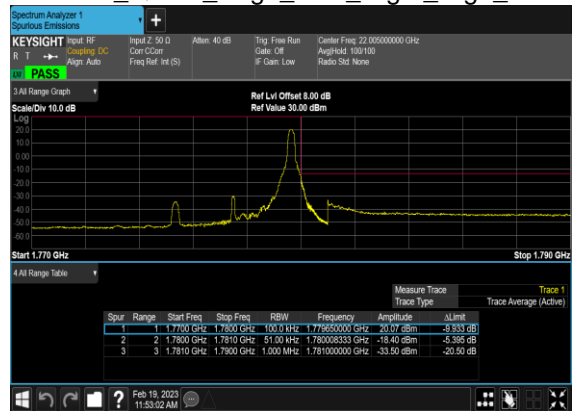 Spectrum Analyzer 1
Spurious Emissions
+
KEYSIGHT Input: RF Input Z: 50 Ω Atten: 40 dB Trig: Free Run Center Freq: 22.005000000 GHz
R T Coupling: DC Corr CCorr Gate: Off Avg|Hold: 100/100
Align: Auto Freq Ref: Int (S) IF Gain: Low Radio Std: None
PASS
3 All Range Graph
Ref Lvl Offset 8.00 dB
Scale/Div 10.0 dB Ref Value 30.00 dBm
Log
20.0
10.0
0.00
-10.0
-20.0
-30.0
-40.0
-50.0
-60.0
Start 1.770 GHz Stop 1.790 GHz
4 All Range Table
Measure Trace Trace 1
Trace Type Trace Average (Active)
Spur Range Start Freq Stop Freq RBW Frequency Amplitude ΔLimit
1 1 1.7700 GHz 1.7800 GHz 100.0 kHz 1.779650000 GHz 20.07 dBm -9.933 dB
2 2 1.7800 GHz 1.7810 GHz 51.00 kHz 1.780008333 GHz -18.40 dBm -5.395 dB
3 3 1.7810 GHz 1.7900 GHz 1.000 MHz 1.781000000 GHz -33.50 dBm -20.50 dB
? Feb 19, 2023
11:53:02 AM